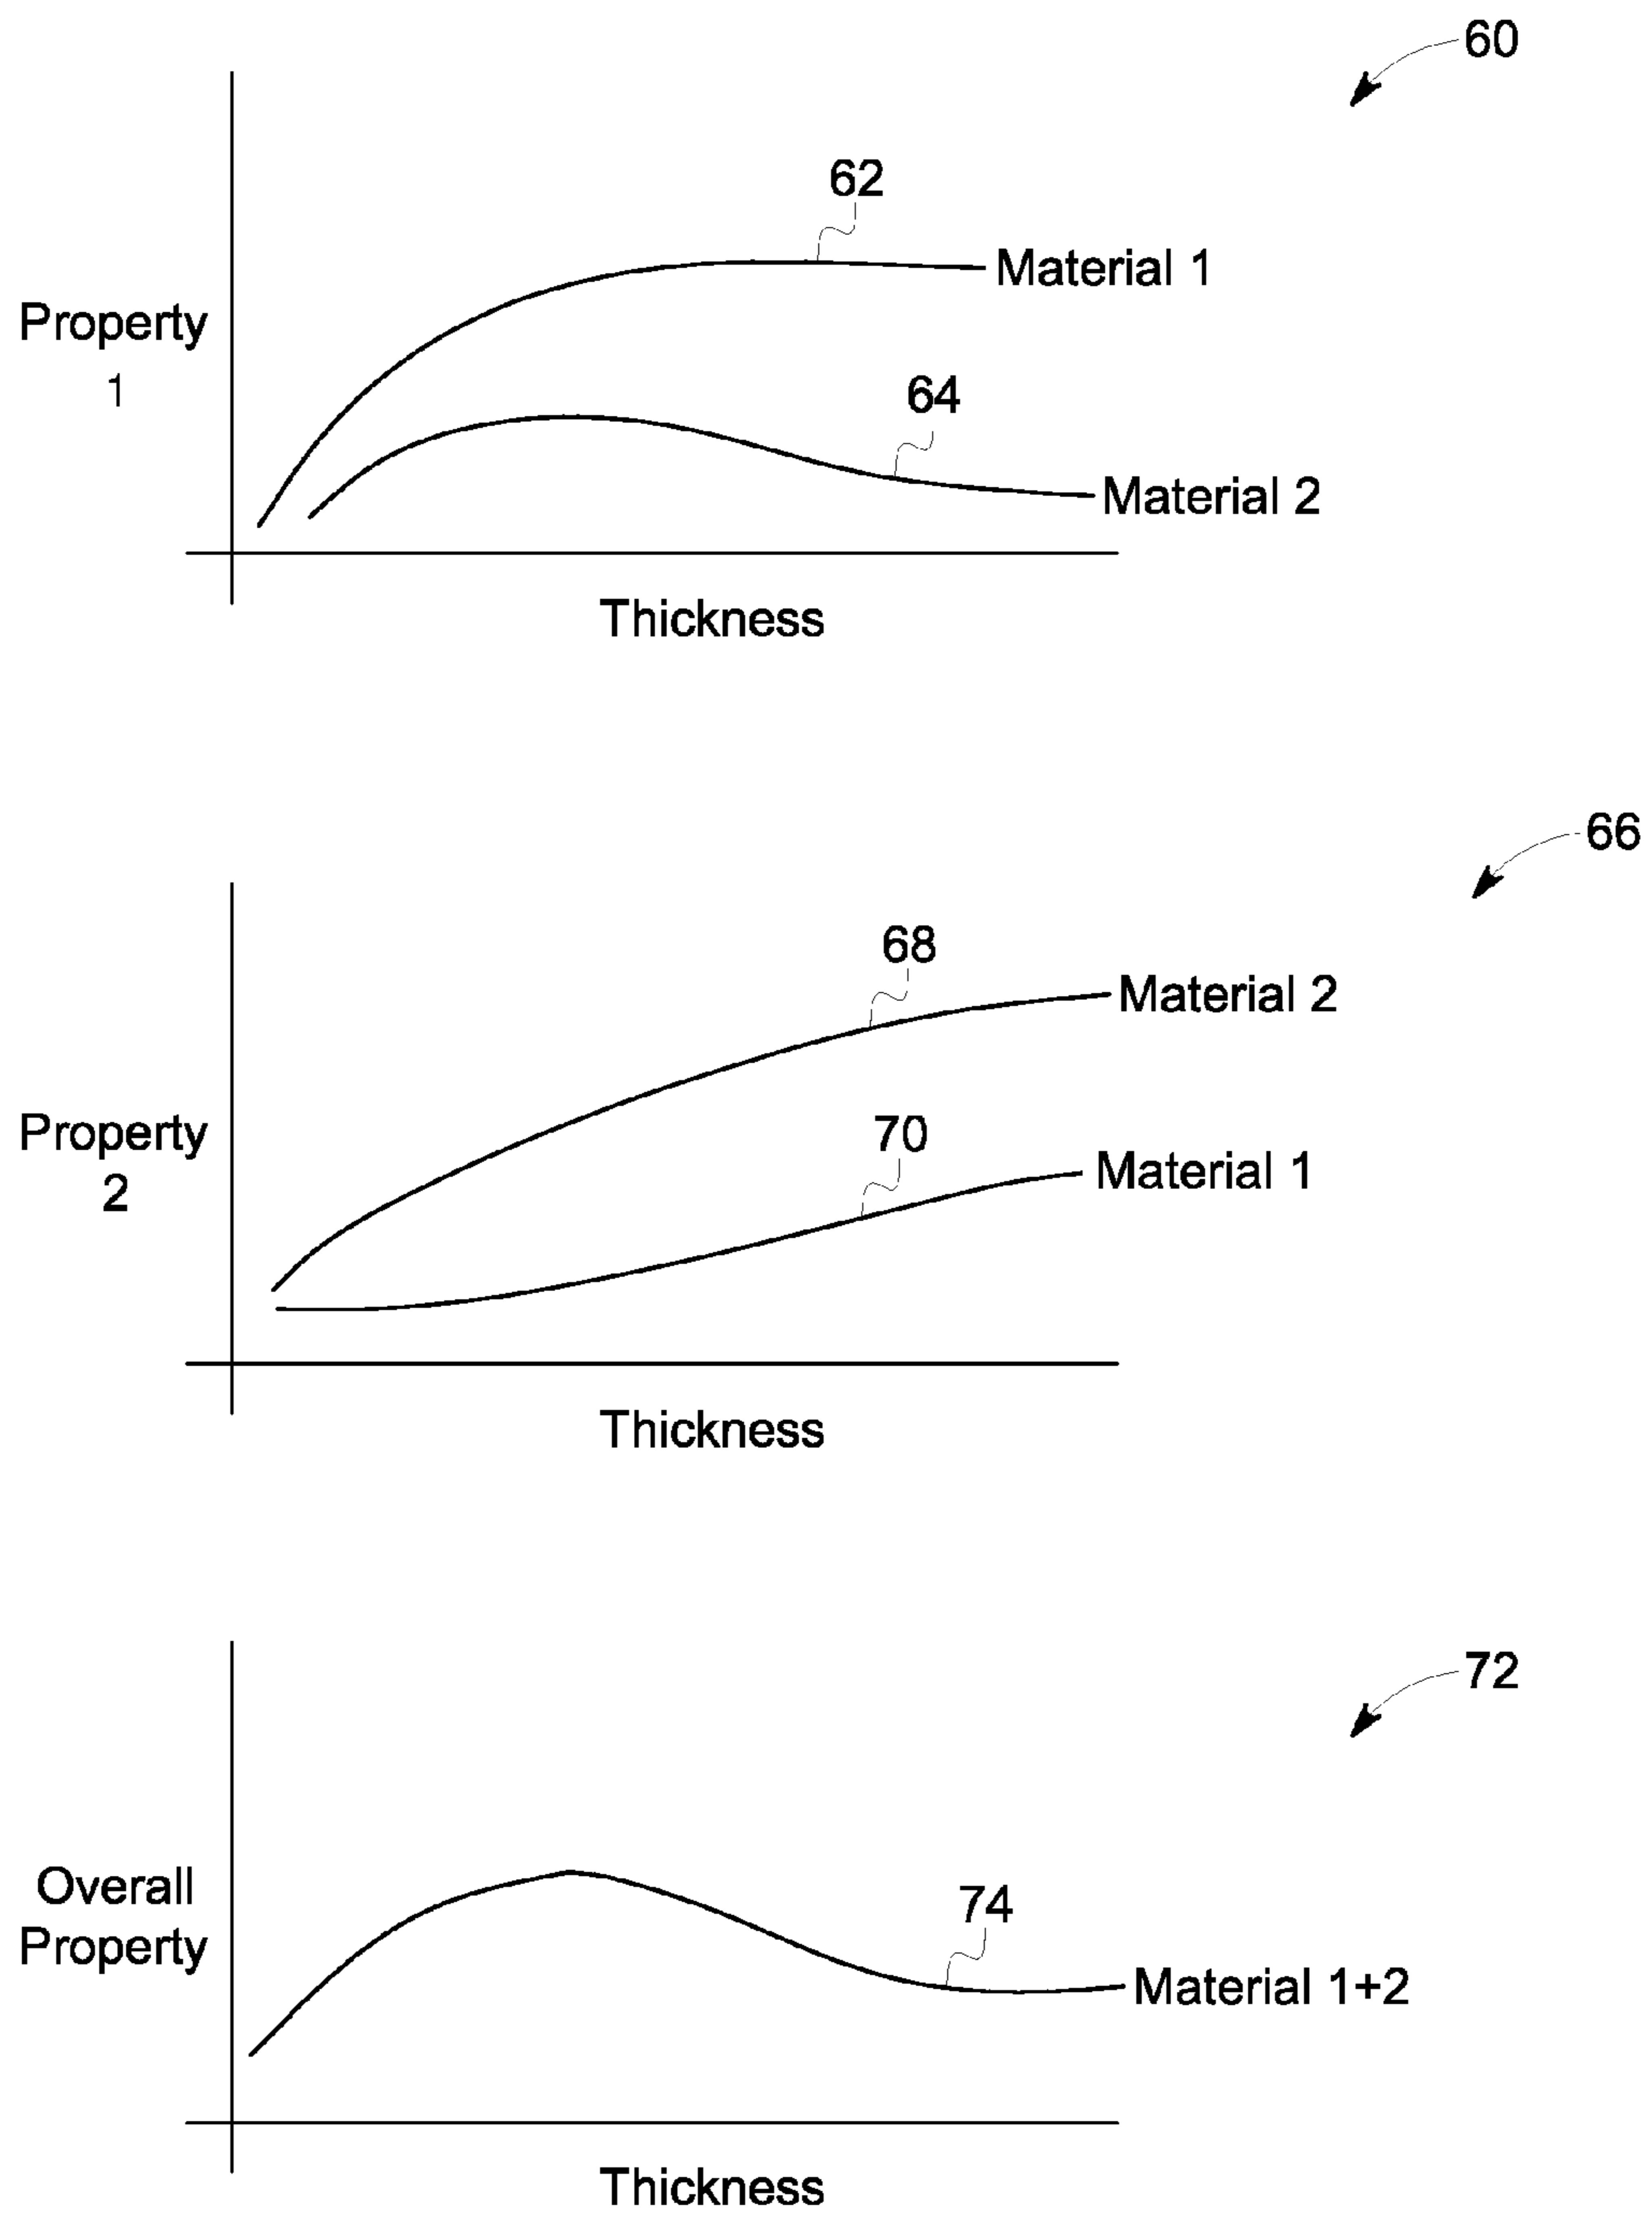 60
62
Material 1
Property
1
64
Material 2
Thickness
66
68
Material 2
Property
2
70
Material 1
Thickness
72
Overall
Property
74
Material 1+2
Thickness